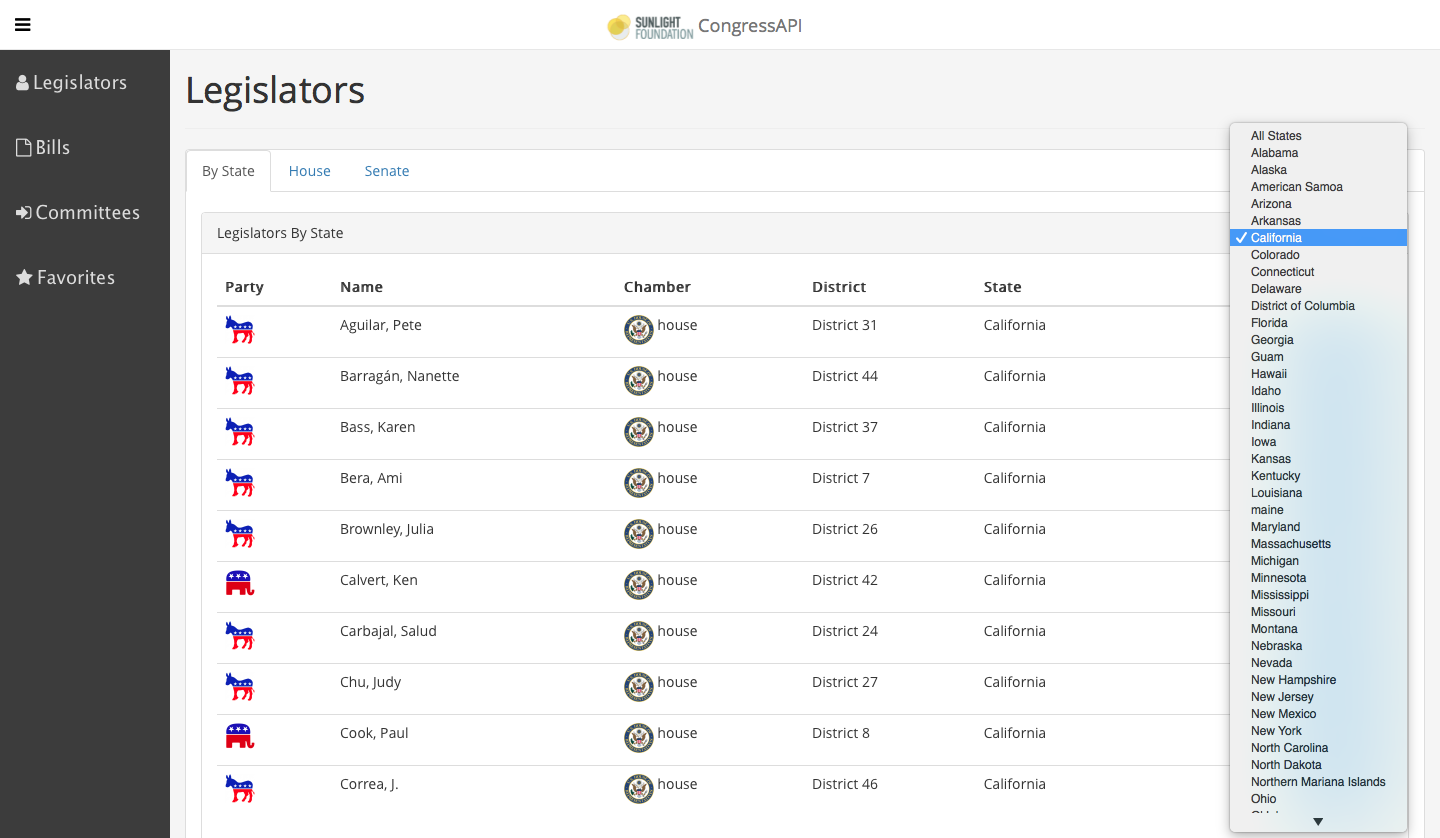 SUNLIGHT
FOUNDATION CongressAPI
Legislators
Bills
Committees
Favorites
Legislators
By State House Senate
Legislators By State
Party Name Chamber District State
Aguilar, Pete house District 31 California
Barragán, Nanette house District 44 California
Bass, Karen house District 37 California
Bera, Ami house District 7 California
Brownley, Julia house District 26 California
Calvert, Ken house District 42 California
Carbajal, Salud house District 24 California
Chu, Judy house District 27 California
Cook, Paul house District 8 California
Correa, J. house District 46 California
All States
Alabama
Alaska
American Samoa
Arizona
Arkansas
California
Colorado
Connecticut
Delaware
District of Columbia
Florida
Georgia
Guam
Hawaii
Idaho
Illinois
Indiana
Iowa
Kansas
Kentucky
Louisiana
maine
Maryland
Massachusetts
Michigan
Minnesota
Mississippi
Missouri
Montana
Nebraska
Nevada
New Hampshire
New Jersey
New Mexico
New York
North Carolina
North Dakota
Northern Mariana Islands
Ohio